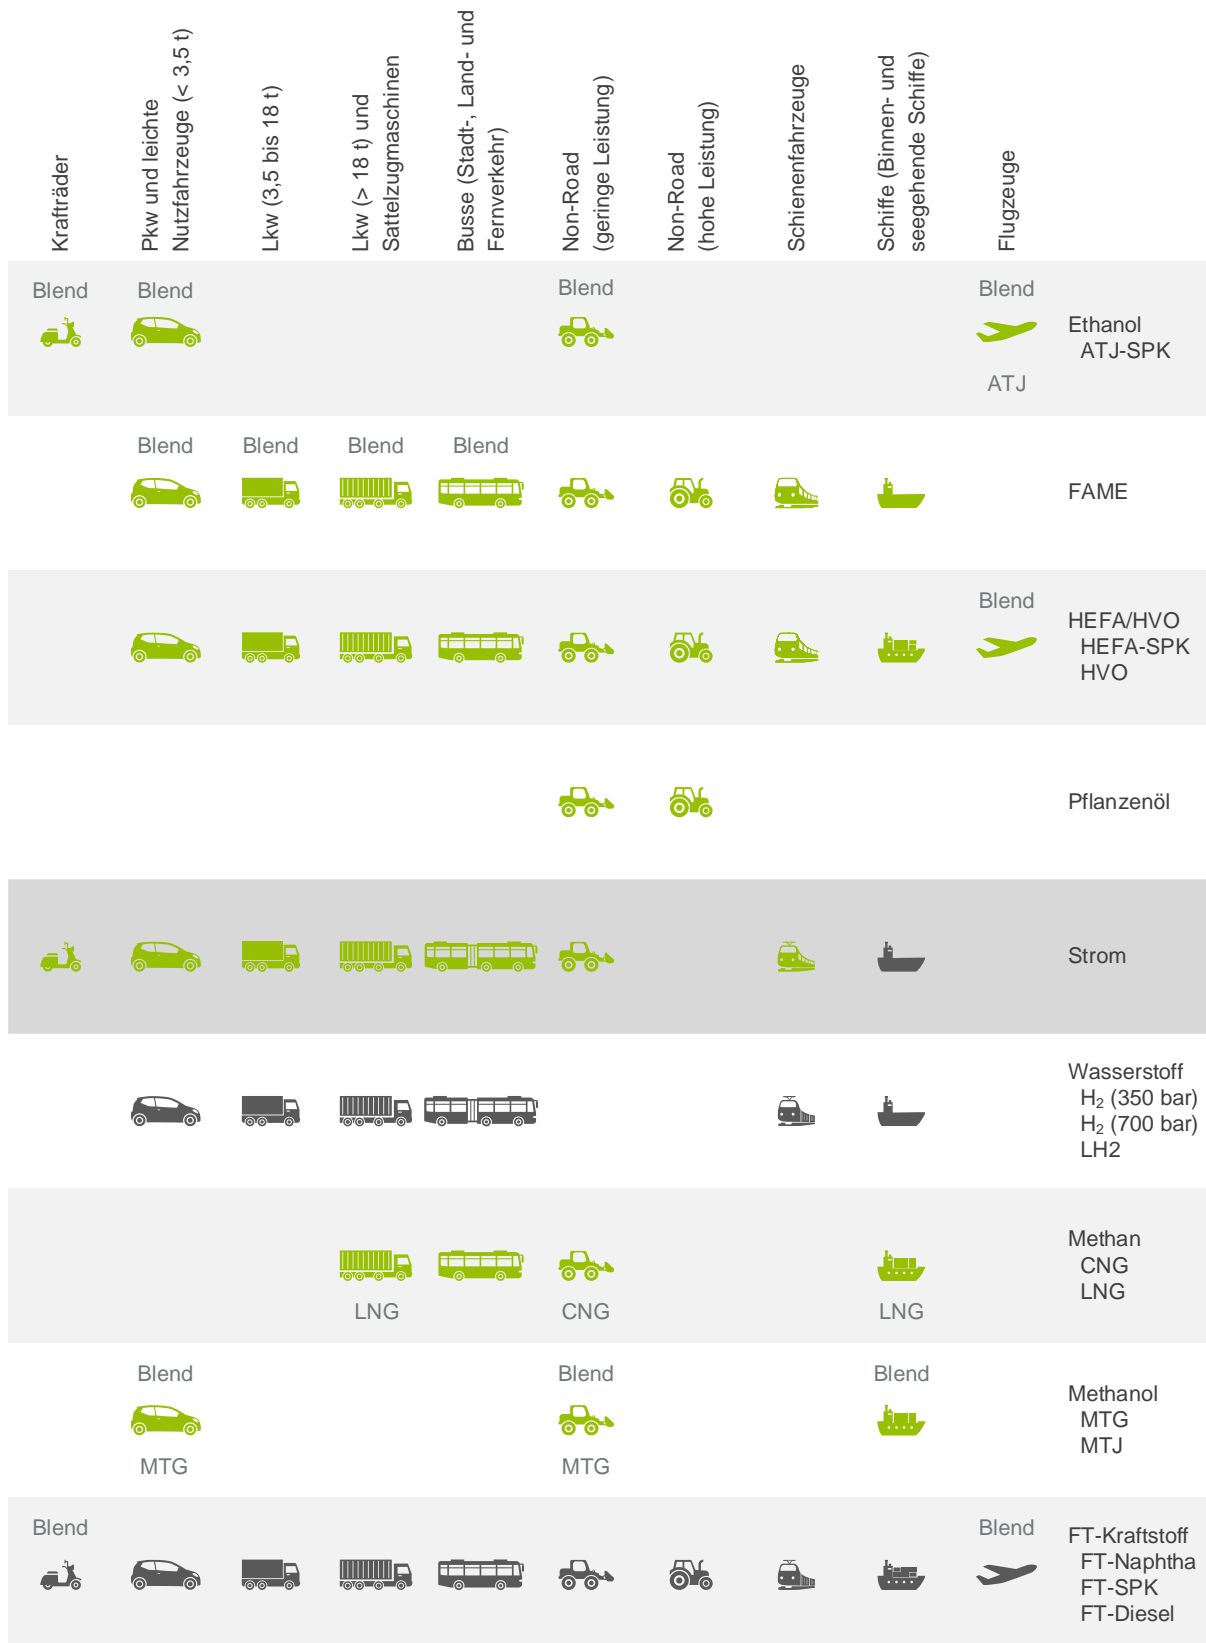 Krafträder
Pkw und leichte
Nutzfahrzeuge (< 3,5 t)
Lkw (3,5 bis 18 t)
Lkw (> 18 t) und
Sattelzugmaschinen
Busse (Stadt-, Land- und
Fernverkehr)
Non-Road
(geringe Leistung)
Non-Road
(hohe Leistung)
Schienenfahrzeuge
Schiffe (Binnen- und
seegehende Schiffe)
Flugzeuge
Blend Blend Blend Blend
Ethanol
ATJ-SPK
ATJ
Blend Blend Blend Blend
FAME
Blend
HEFA/HVO
HEFA-SPK
HVO
Pflanzenöl
Strom
Wasserstoff
H₂ (350 bar)
H₂ (700 bar)
LH2
Methan
CNG
LNG
LNG CNG LNG
Blend Blend Blend
Methanol
MTG
MTJ
MTG MTG
Blend Blend
FT-Kraftstoff
FT-Naphtha
FT-SPK
FT-Diesel